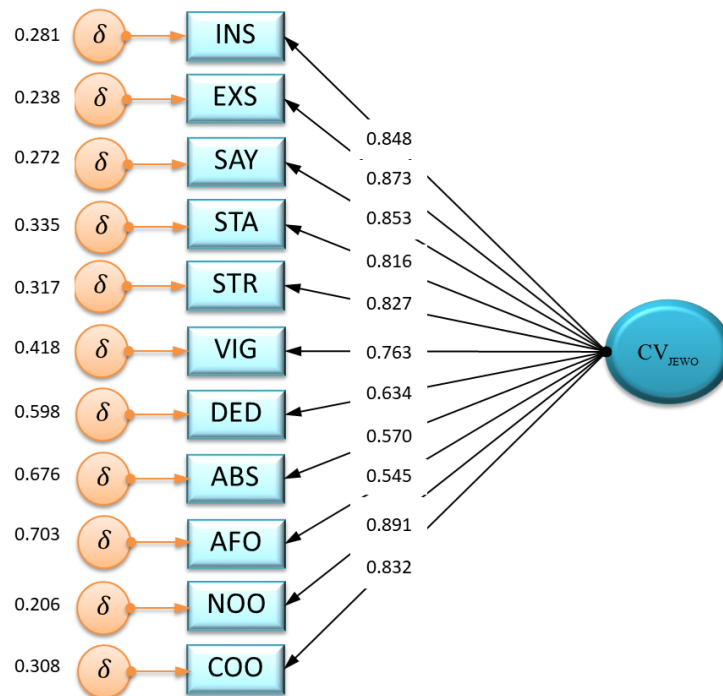 0.281 δ INS
0.238 δ EXS
0.848
0.272 δ SAY
0.873
0.853
0.335 δ STA
0.816
0.317 δ STR
0.827
0.418 δ VIG
0.763
CV JEWO
0.634
0.598 δ DED
0.570
0.676 δ ABS
0.545
0.703 δ AFO
0.891
0.832
0.206 δ NOO
0.308 δ COO